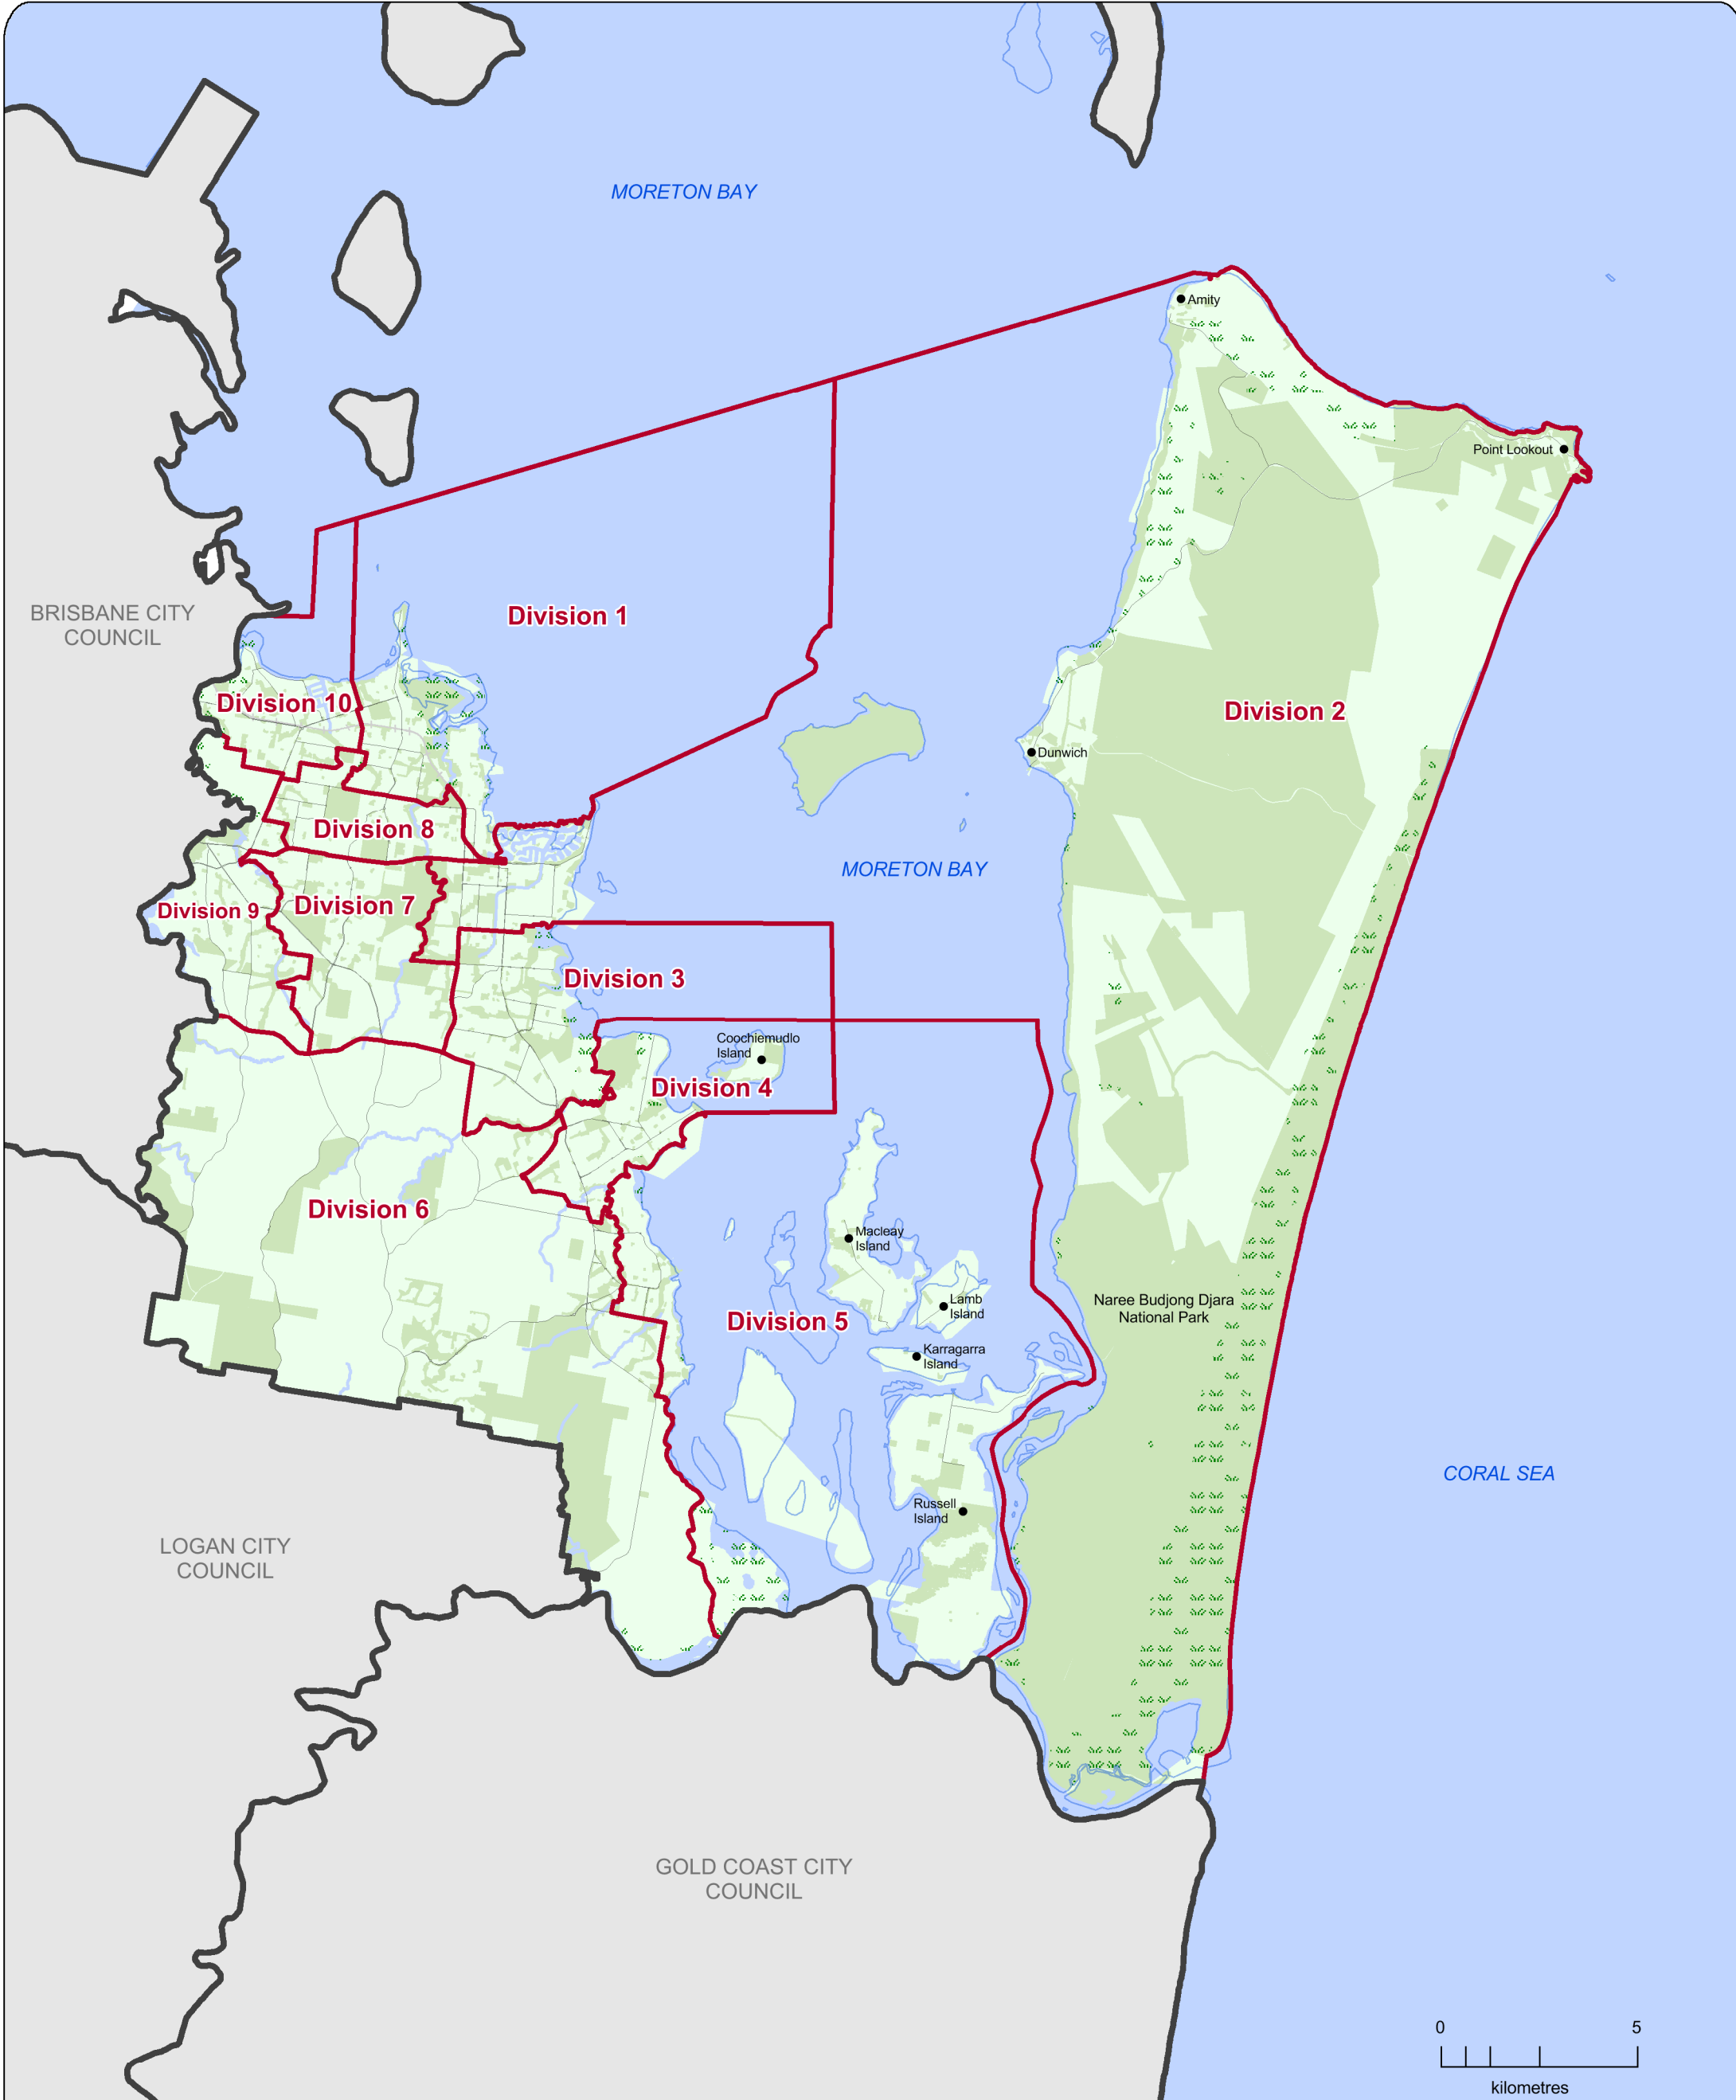 MORETON BAY
Amity
Point Lookout
BRISBANE CITY
COUNCIL
Division 1
Division 10
Division 2
Dunwich
Division 8
MORETON BAY
Division 9
Division 7
Division 3
Coochiemudlo
Island
Division 4
Division 6
Macleay
Island
Lamb
Island
Naree Budjong Djara
National Park
Division 5
Karragarra
Island
CORAL SEA
Russell
Island
LOGAN CITY
COUNCIL
GOLD COAST CITY
COUNCIL
0 5
kilometres